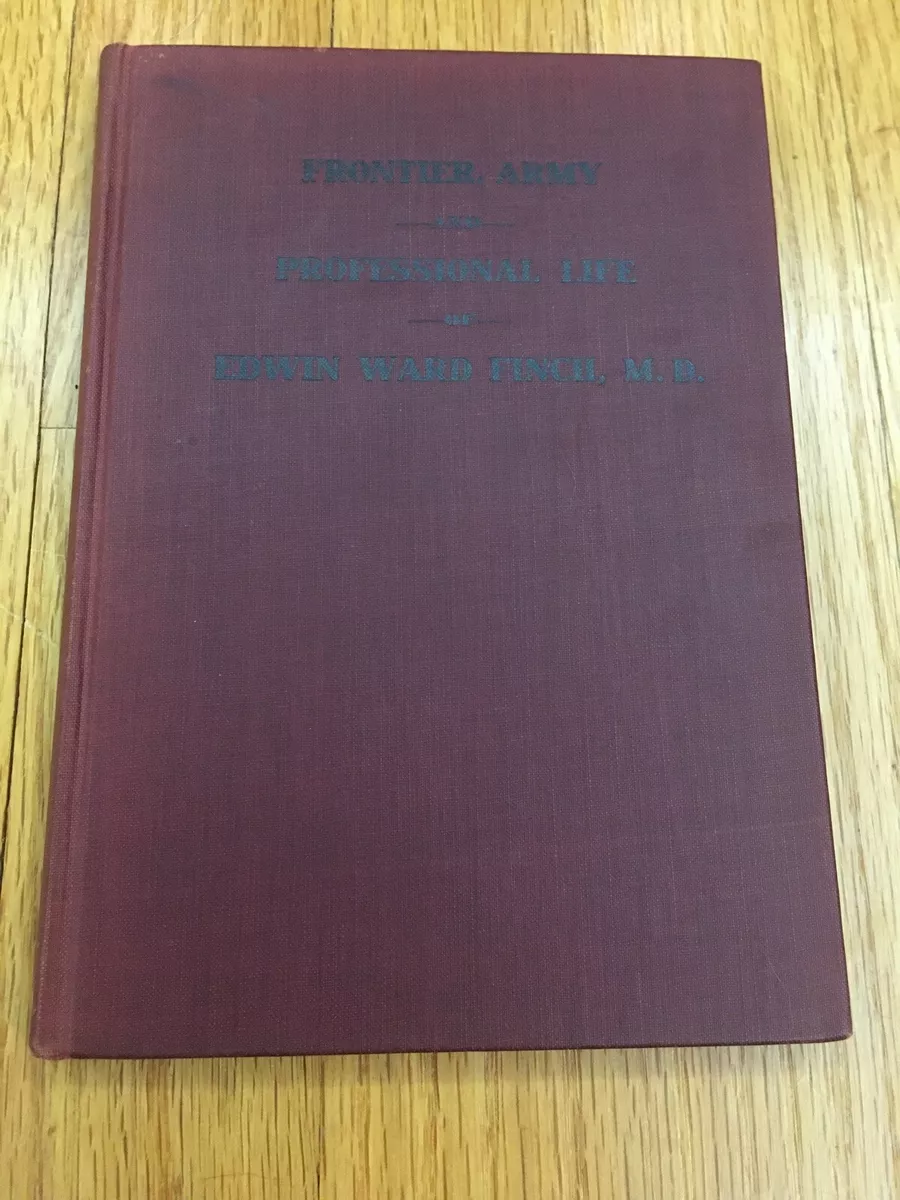 FRONTIER, ARMY
AND
PROFESSIONAL LIFE
OF
EDWIN WARD FINCH, M. D.